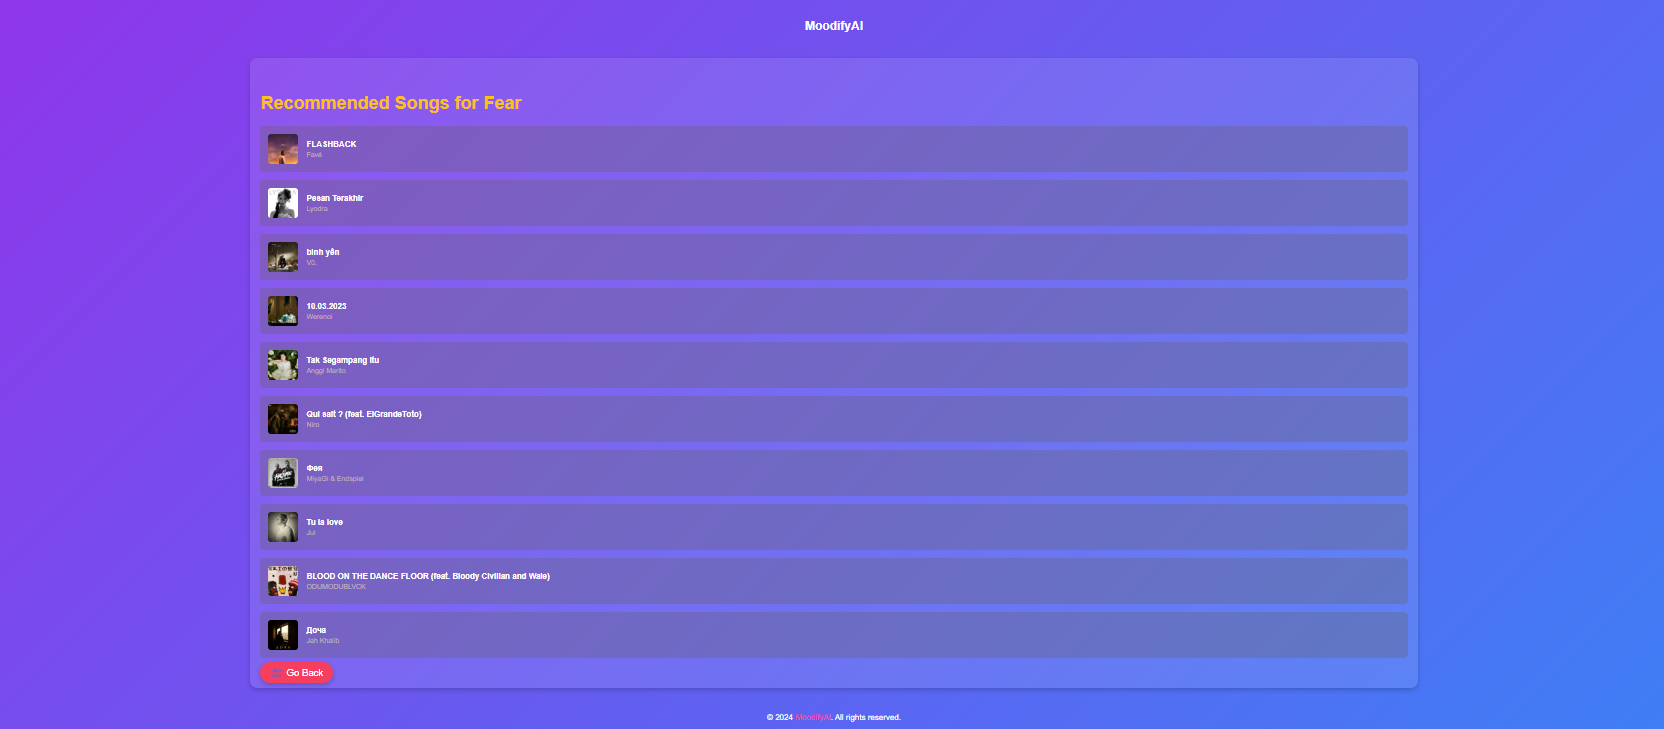 MoodifyAI
Recommended Songs for Fear
FLASHBACK
Favé
Pesan Terakhir
Lyodra
bình yên
Vũ.
10.03.2023
Werenoi
Tak Segampang Itu
Anggi Marito
Qui sait ? (feat. ElGrandeToto)
Niro
Фея
MiyaGi & Endspiel
Tu la love
Jul
BLOOD ON THE DANCE FLOOR (feat. Bloody Civilian and Wale)
ODUMODUBLVCK
Доча
Jah Khalib
Go Back
© 2024 MoodifyAI. All rights reserved.